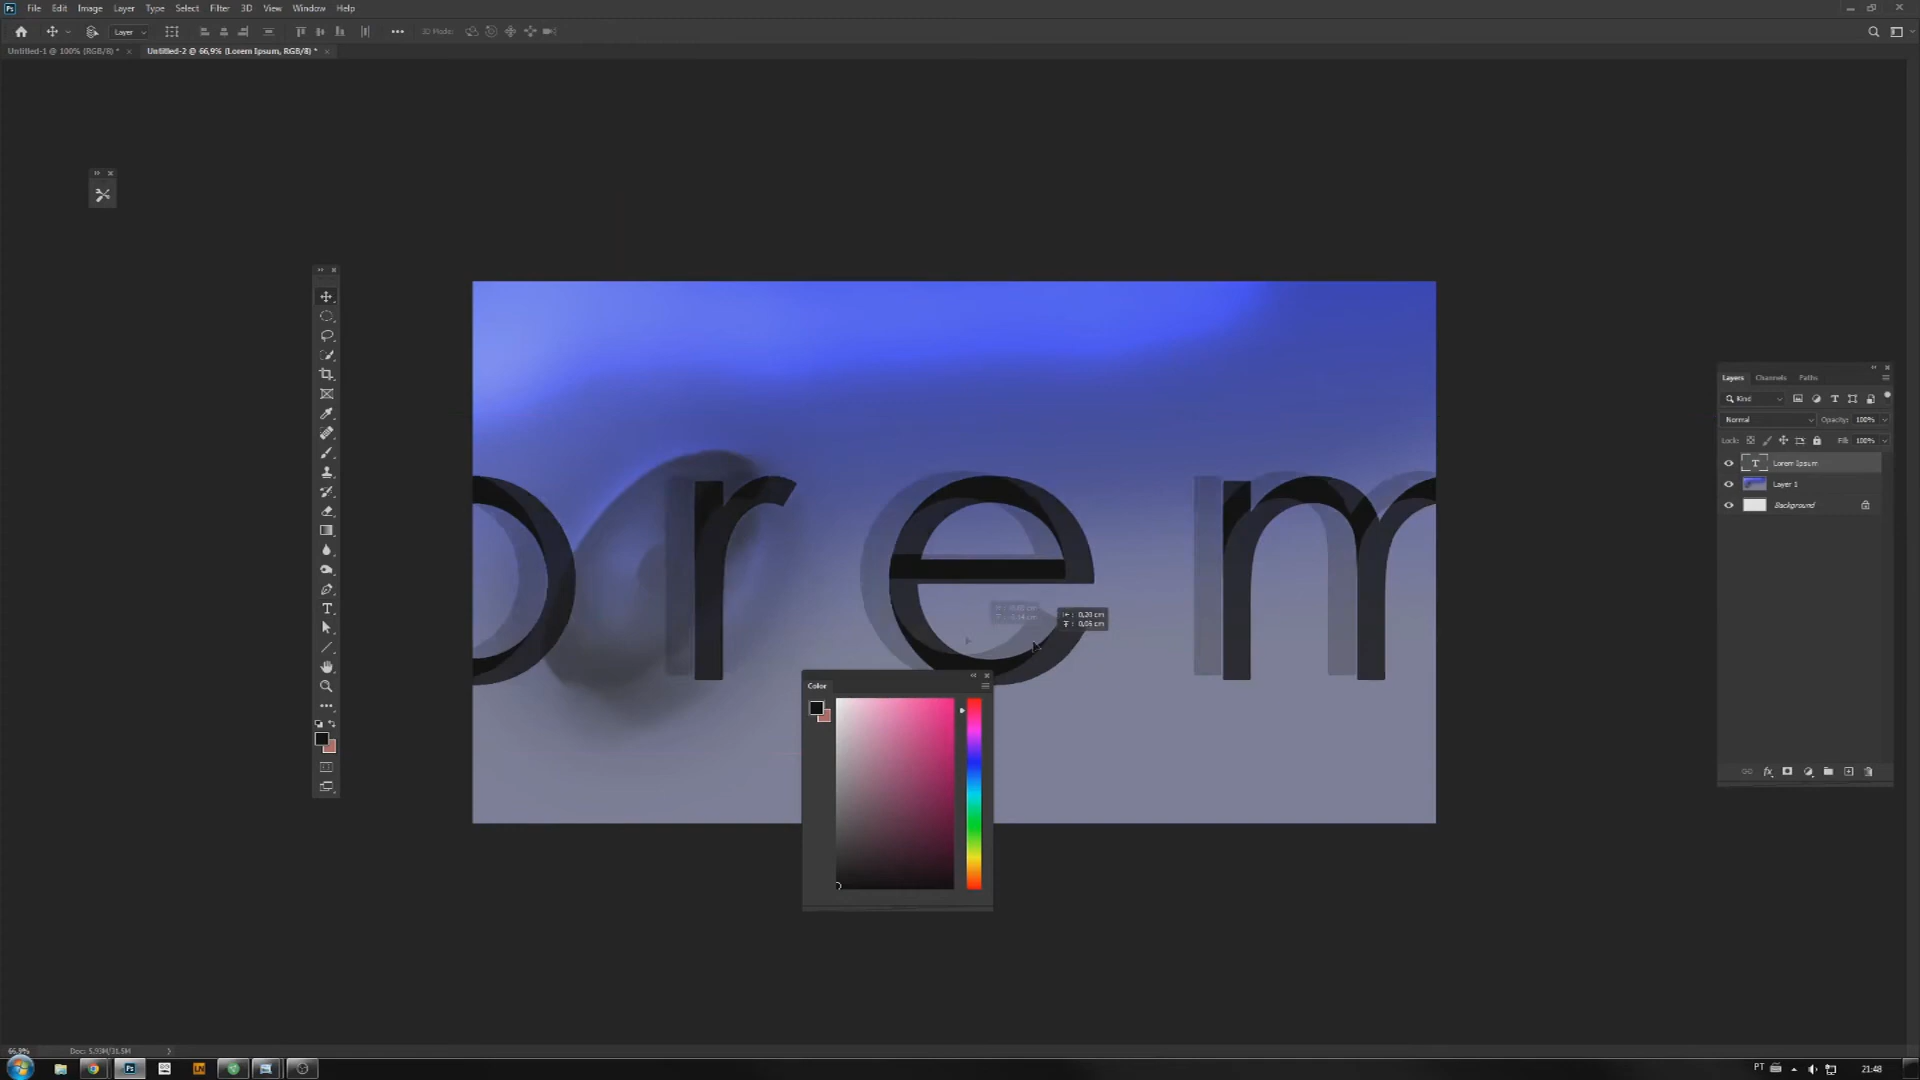 Ps File Edit Image Layer Type Select Filter 3D View Window Help
Layer 3D Mode:
Untitled-1 @ 100% (RGB/8) * × Untitled-2 @ 66,9% (Lorem Ipsum, RGB/8) * ×
Layers Channels Paths
Kind
Normal Opacity: 100%
Lock: Fill: 100%
T Lorem Ipsum
Layer 1
Background
orem
0,20 cm
0,05 cm
Color
66,9% Doc: 5,93M/31,5M
Ps LN PT 21:48